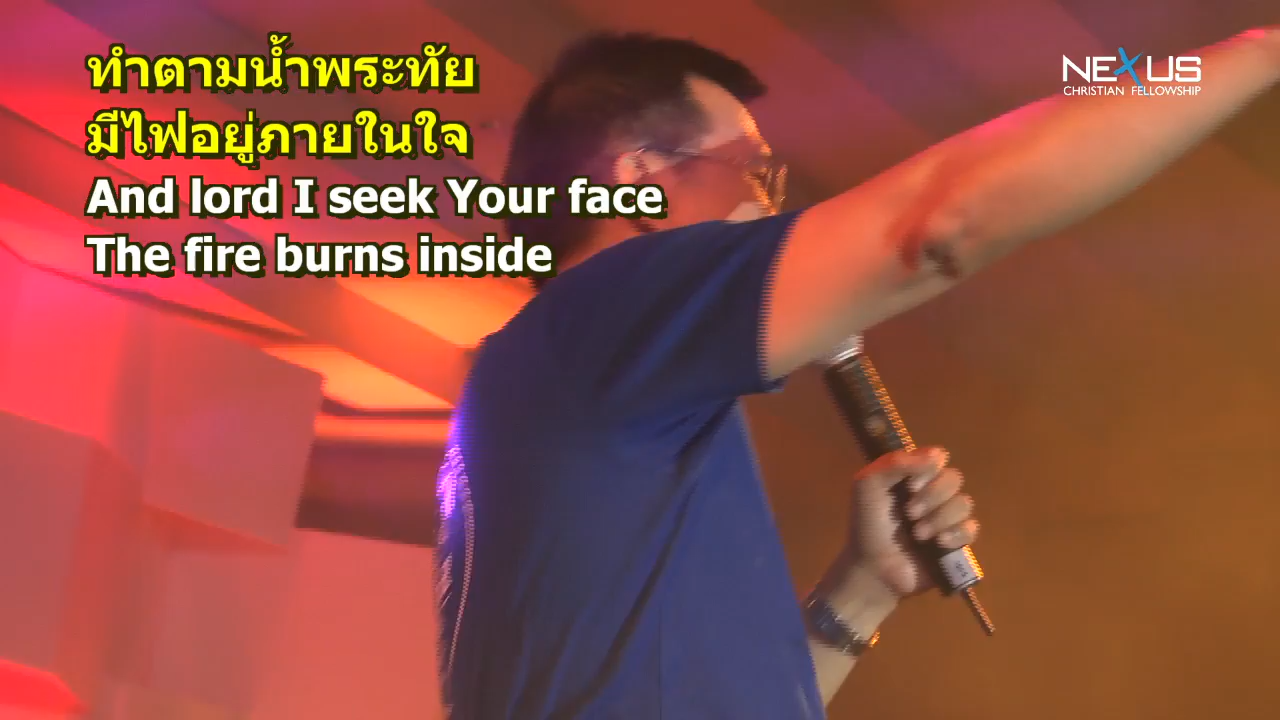 ทำตามน้ำพระทัย
มีไฟอยู่ภายในใจ
And lord I seek Your face
The fire burns inside
NEXUS
CHRISTIAN FELLOWSHIP